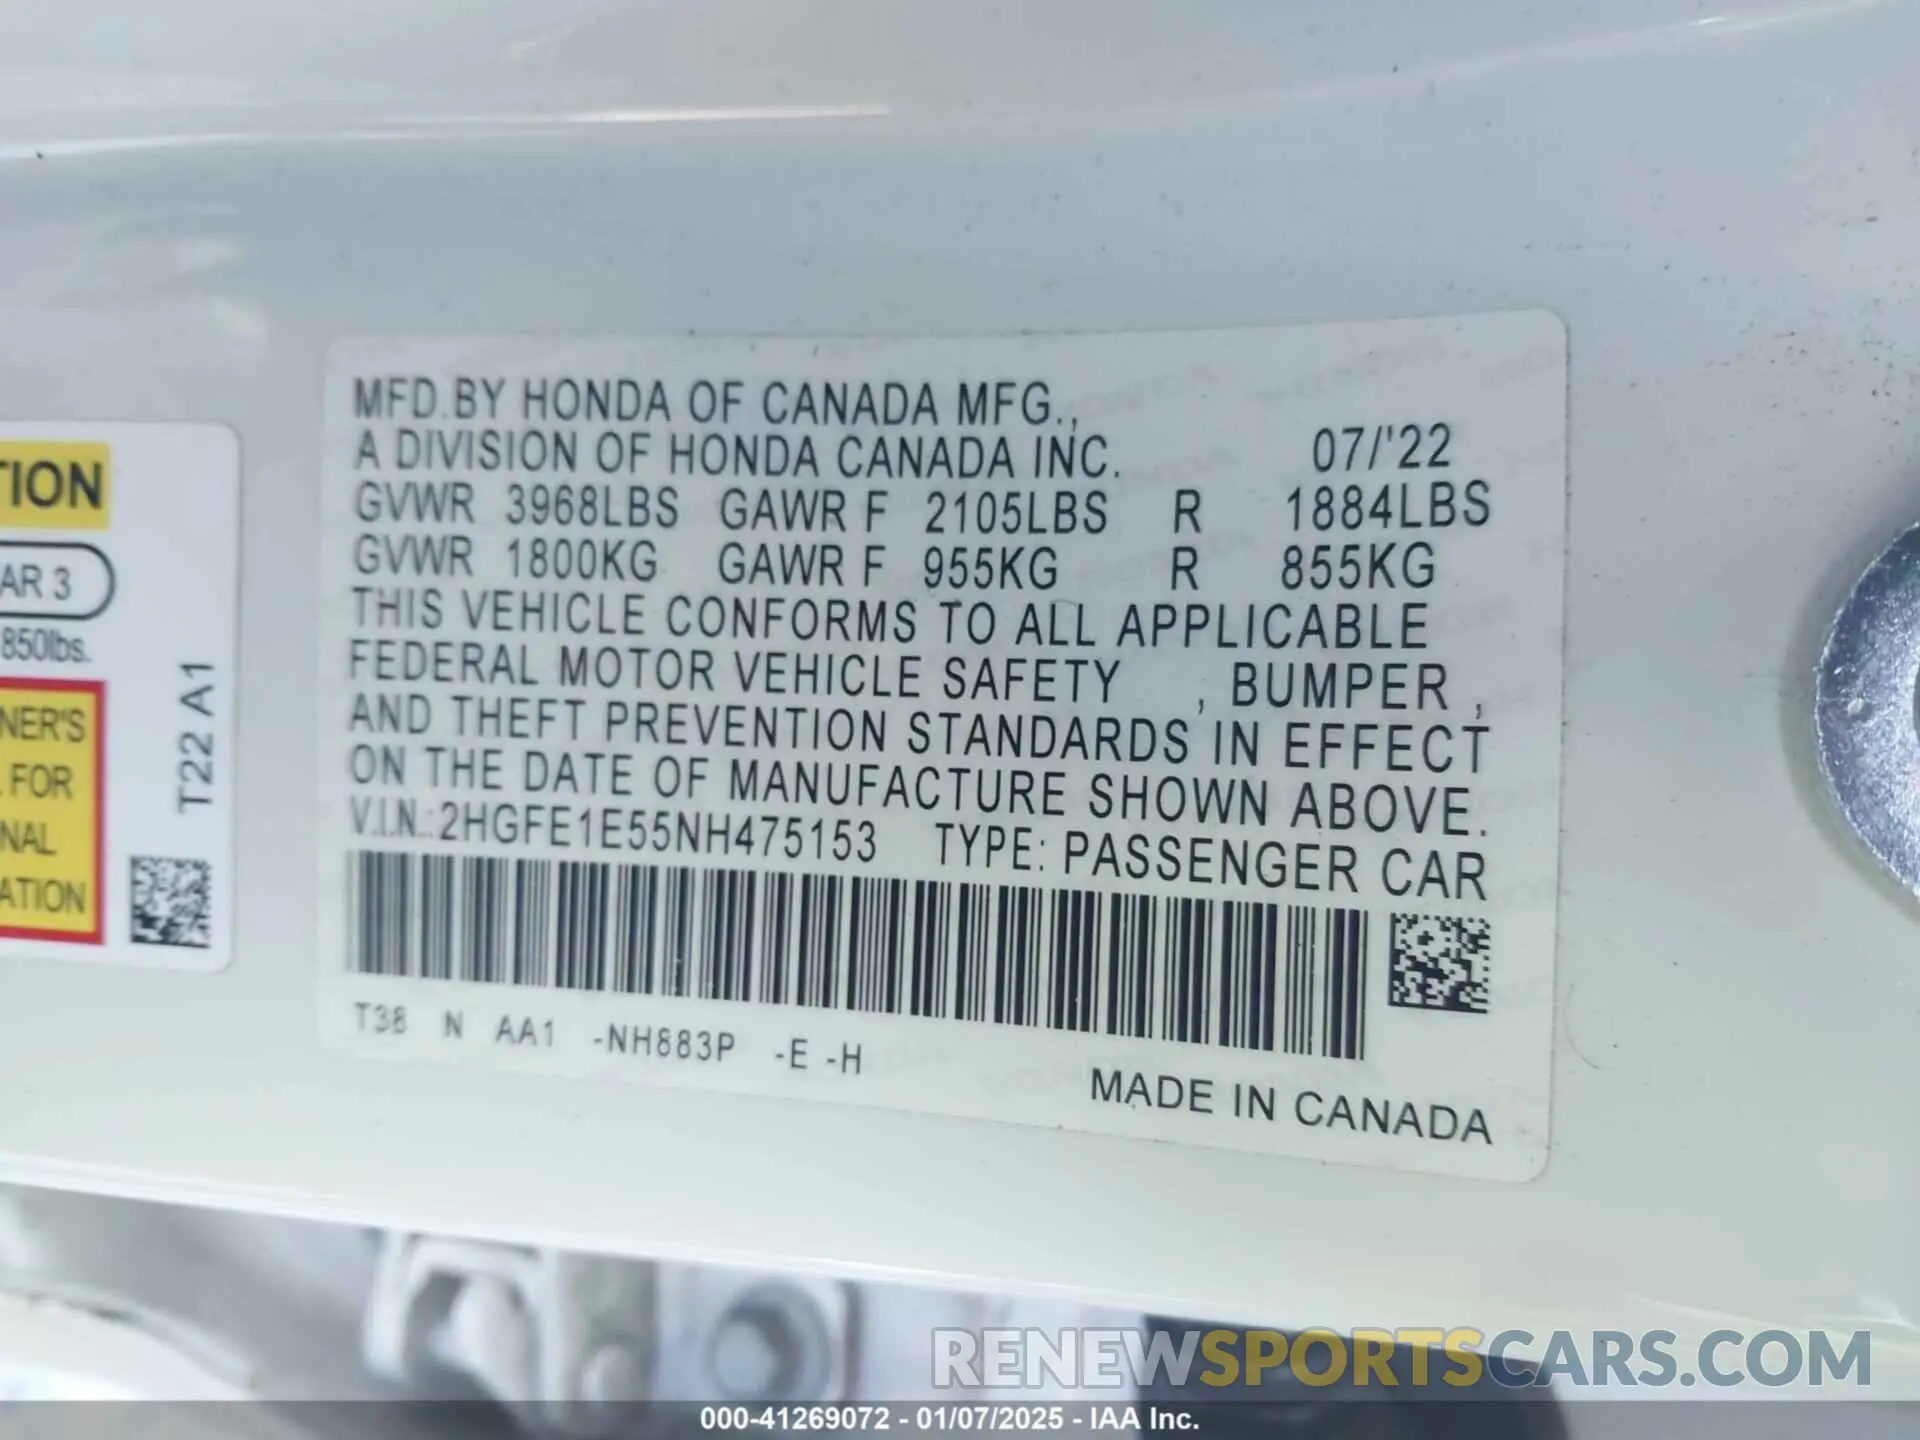 TION
AR 3
850lbs.
NER'S
FOR
NAL
ATION
T22 A1
MFD.BY HONDA OF CANADA MFG.,
A DIVISION OF HONDA CANADA INC. 07/'22
GVWR 3968LBS GAWR F 2105LBS R 1884LBS
GVWR 1800KG GAWR F 955KG R 855KG
THIS VEHICLE CONFORMS TO ALL APPLICABLE
FEDERAL MOTOR VEHICLE SAFETY , BUMPER ,
AND THEFT PREVENTION STANDARDS IN EFFECT
ON THE DATE OF MANUFACTURE SHOWN ABOVE.
V.I.N.:2HGFE1E55NH475153 TYPE: PASSENGER CAR
T38 N AA1 -NH883P -E -H
MADE IN CANADA
RENEWSPORTSCARS.COM
000-41269072 - 01/07/2025 - IAA Inc.